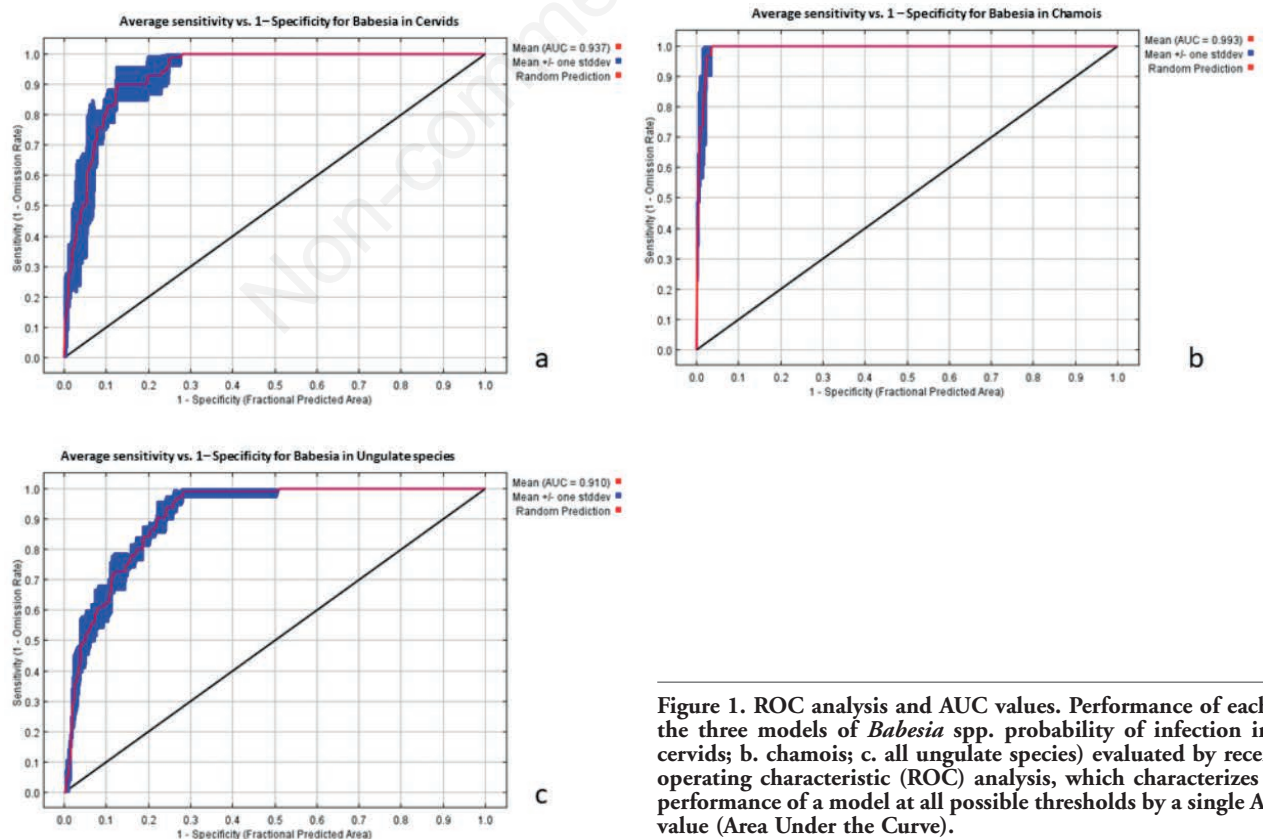 Average sensitivity vs. 1–Specificity for Babesia in Cervids
Mean (AUC = 0.937)
Mean +/- one stddev
Random Prediction
Sensitivity (1 - Omission Rate)
1.0
0.9
0.8
0.7
0.6
0.5
0.4
0.3
0.2
0.1
0.0
0.0 0.1 0.2 0.3 0.4 0.5 0.6 0.7 0.8 0.9 1.0
1 - Specificity (Fractional Predicted Area)
a
Average sensitivity vs. 1 – Specificity for Babesia in Chamois
Mean (AUC = 0.993)
Mean +/- one stddev
Random Prediction
Sensitivity (1 - Omission Rate)
1.0
0.9
0.8
0.7
0.6
0.5
0.4
0.3
0.2
0.1
0.0
0.0 0.1 0.2 0.3 0.4 0.5 0.6 0.7 0.8 0.9 1.0
1 - Specificity (Fractional Predicted Area)
b
Average sensitivity vs. 1–Specificity for Babesia in Ungulate species
Mean (AUC = 0.910)
Mean +/- one stddev
Random Prediction
Sensitivity (1 - Omission Rate)
1.0
0.9
0.8
0.7
0.6
0.5
0.4
0.3
0.2
0.1
0.0
0.0 0.1 0.2 0.3 0.4 0.5 0.6 0.7 0.8 0.9 1.0
1 - Specificity (Fractional Predicted Area)
c
Figure 1. ROC analysis and AUC values. Performance of each
the three models of Babesia spp. probability of infection in
cervids; b. chamois; c. all ungulate species) evaluated by
operating characteristic (ROC) analysis, which characterizes
performance of a model at all possible thresholds by a single
value (Area Under the Curve).